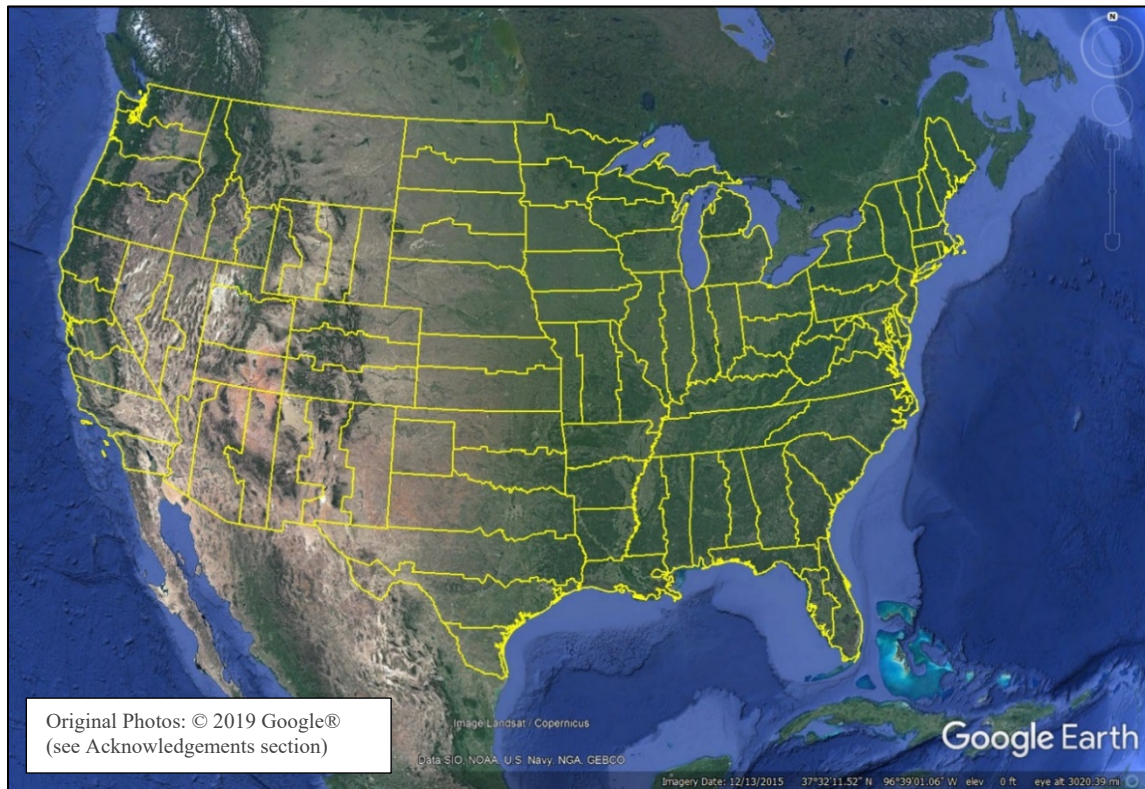 N
Original Photos: © 2019 Google®
(see Acknowledgements section)
Image Landsat / Copernicus
Data SIO, NOAA, U.S. Navy, NGA, GEBCO
Google Earth
Imagery Date: 12/13/2015 37°32'11.52" N 96°39'01.06" W elev 0 ft eye alt 3020.39 mi